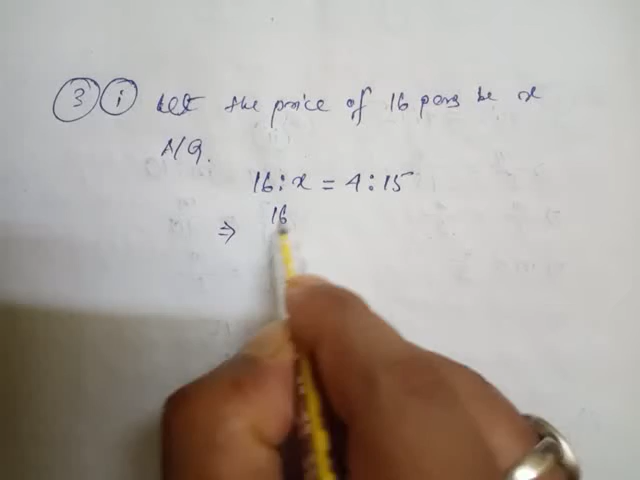 3 i Let the price of 16 pens be x
A/Q.
16 : x = 4 : 15
⇒ 16